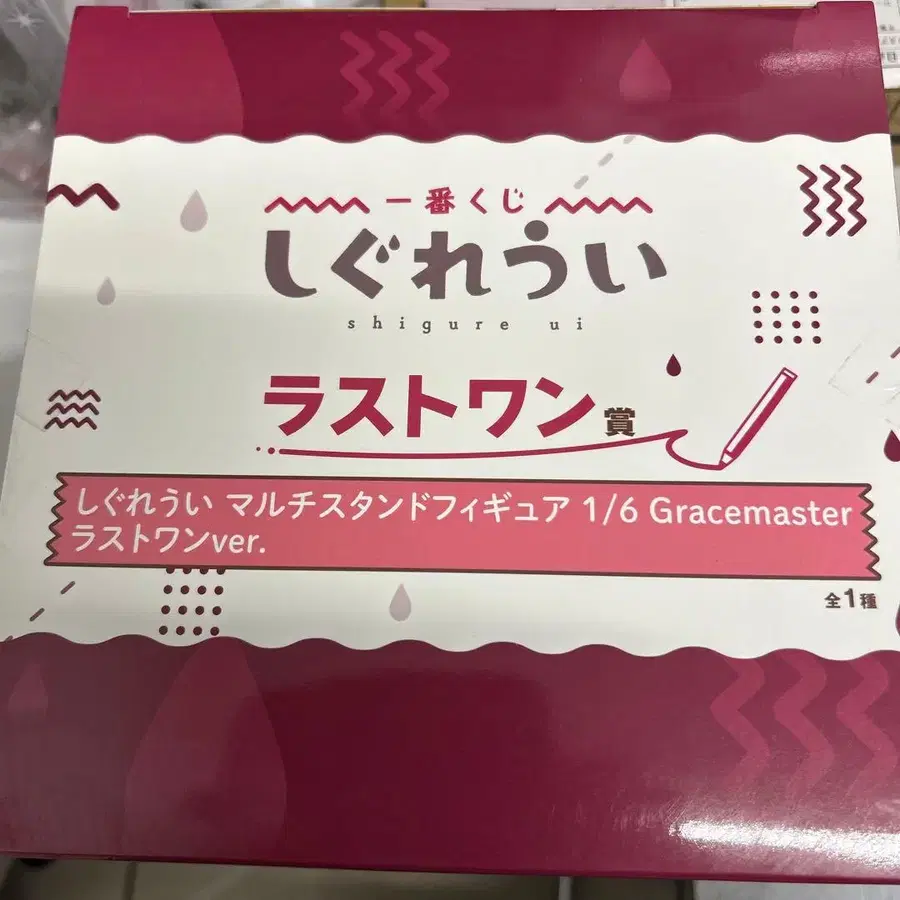 一番くじ
しぐれうい
shigure ui
ラストワン賞
しぐれうい マルチスタンドフィギュア 1/6 Gracemaster
ラストワンver.
全1種